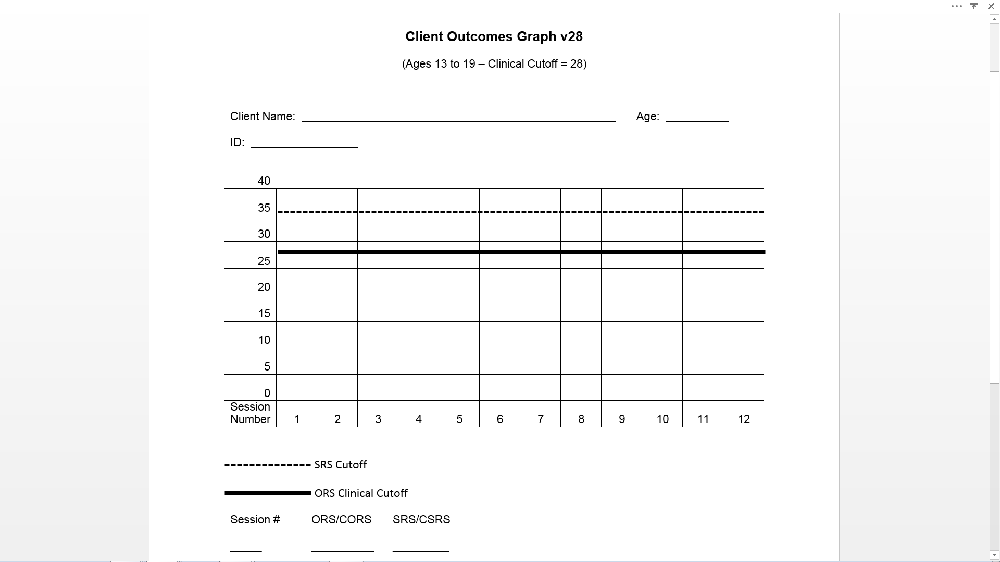 Client Outcomes Graph v28
(Ages 13 to 19 – Clinical Cutoff = 28)
Client Name: Age:
ID:
40
35
30
25
20
15
10
5
0
Session
Number 1 2 3 4 5 6 7 8 9 10 11 12
SRS Cutoff
ORS Clinical Cutoff
Session # ORS/CORS SRS/CSRS